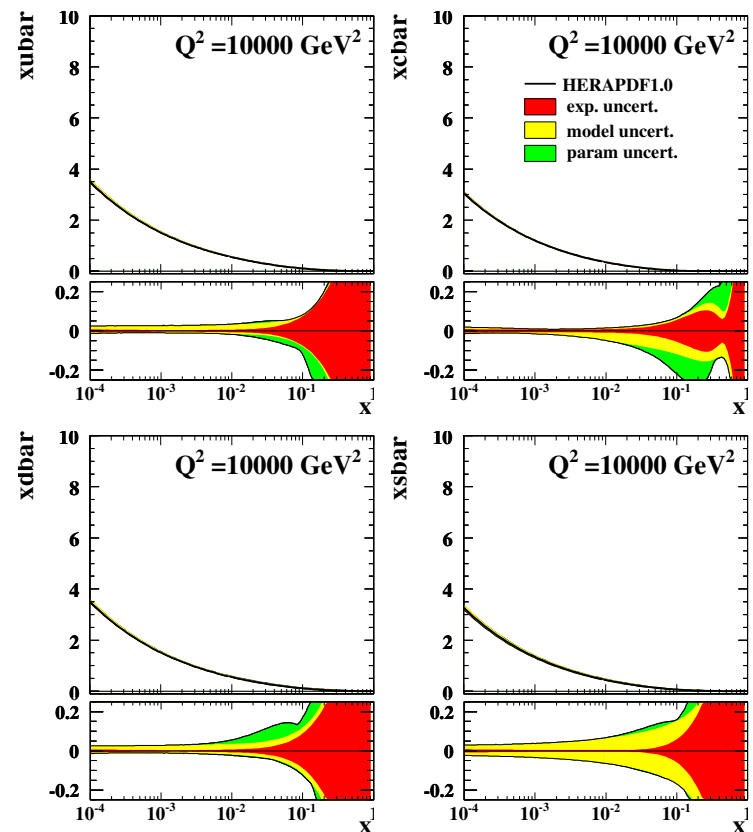 xubar
Q² =10000 GeV²
10
8
6
4
2
0
0.2
0
-0.2
10⁻⁴ 10⁻³ 10⁻² 10⁻¹ 1
x
xcbar
Q² =10000 GeV²
HERAPDF1.0
exp. uncert.
model uncert.
param uncert.
10
8
6
4
2
0
0.2
0
-0.2
10⁻⁴ 10⁻³ 10⁻² 10⁻¹ 1
x
xdbar
Q² =10000 GeV²
10
8
6
4
2
0
0.2
0
-0.2
10⁻⁴ 10⁻³ 10⁻² 10⁻¹ 1
x
xsbar
Q² =10000 GeV²
10
8
6
4
2
0
0.2
0
-0.2
10⁻⁴ 10⁻³ 10⁻² 10⁻¹ 1
x